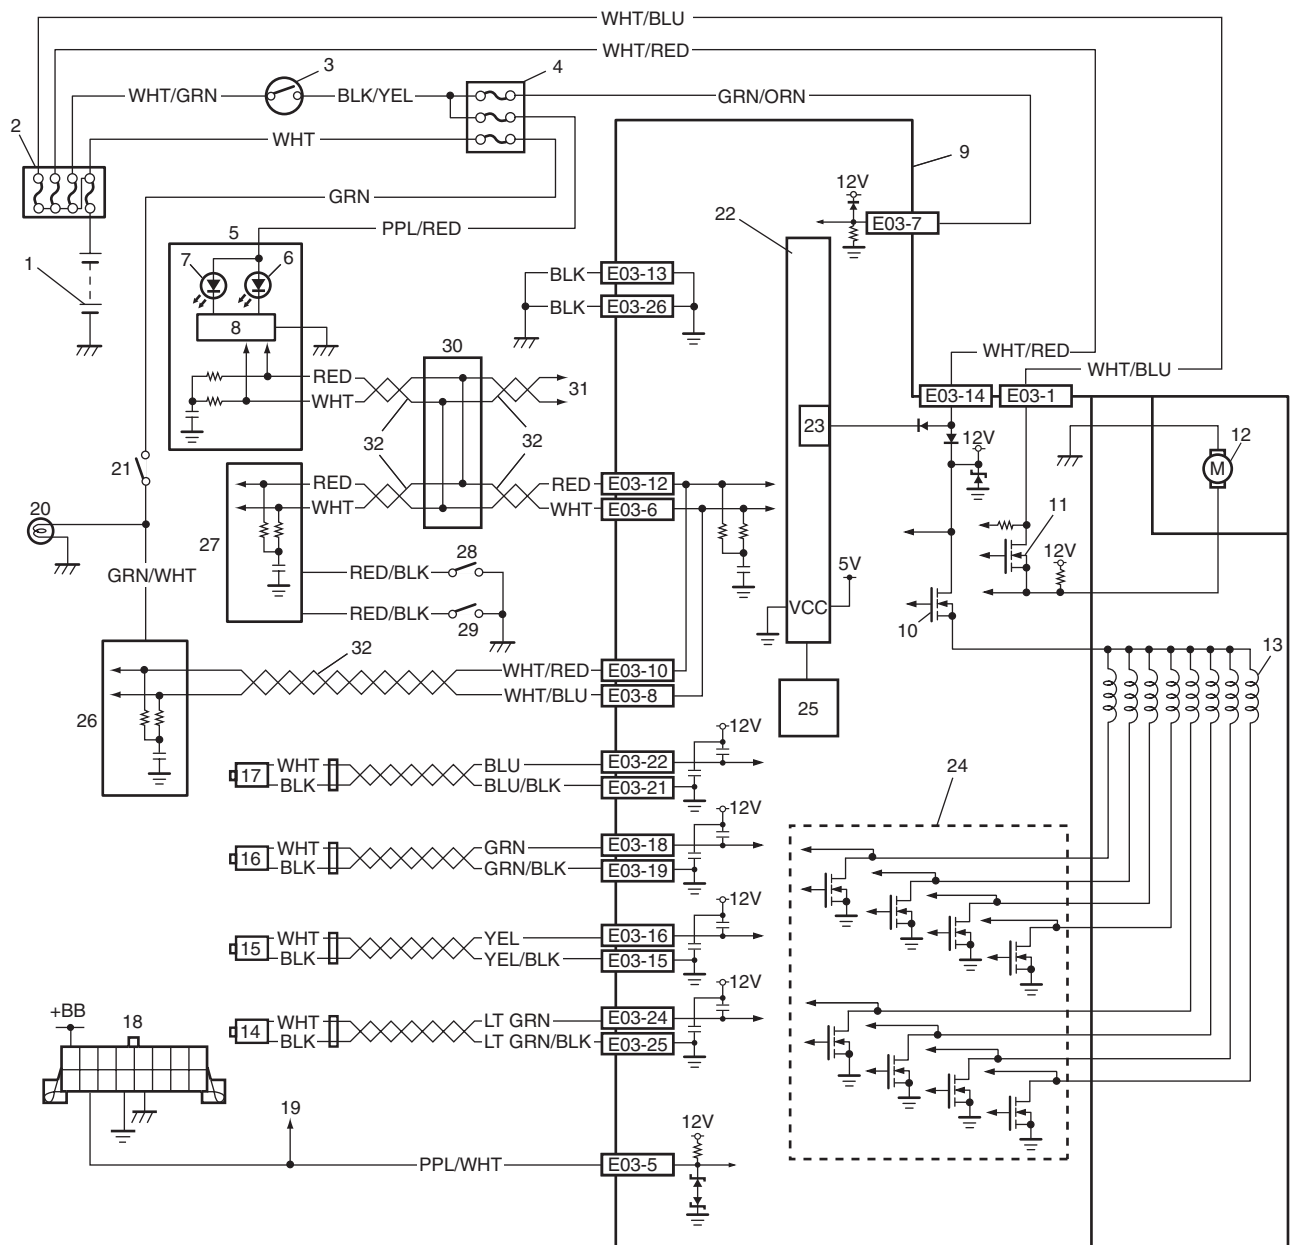 WHT/BLU
WHT/RED
3
4
WHT/GRN
BLK/YEL
GRN/ORN
2
WHT
9
12V
GRN
22
E03-7
PPL/RED
5
1
7
6
BLK
E03-13
8
BLK
E03-26
30
WHT/RED
WHT/BLU
RED
31
WHT
E03-14
E03-1
32
32
23
12V
12
M
21
RED
RED
E03-12
WHT
WHT
E03-6
20
27
11
28
12V
GRN/WHT
RED/BLK
5V
RED/BLK
VCC
29
10
32
WHT/RED
E03-10
13
WHT/BLU
E03-8
26
25
12V
17
WHT
BLU
E03-22
BLK
BLU/BLK
E03-21
24
12V
16
WHT
GRN
E03-18
BLK
GRN/BLK
E03-19
12V
15
WHT
YEL
E03-16
BLK
YEL/BLK
E03-15
12V
+BB
18
14
WHT
LT GRN
E03-24
BLK
LT GRN/BLK
E03-25
19
12V
PPL/WHT
E03-5